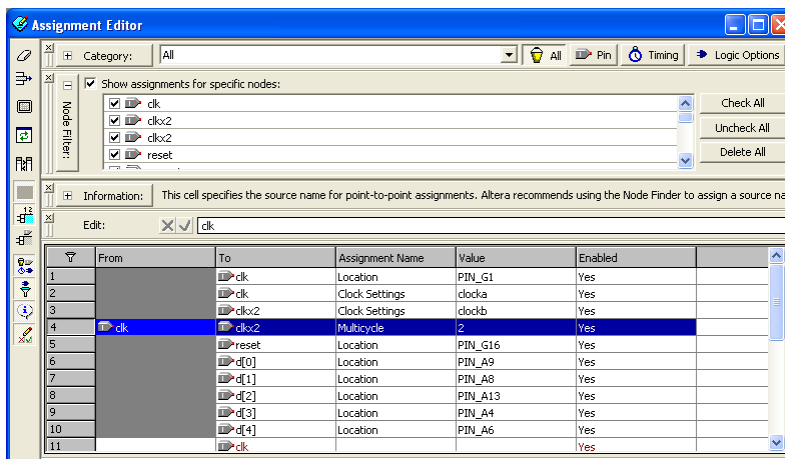 Assignment Editor
Category: All All Pin Timing Logic Options
Show assignments for specific nodes:
Node Filter:
clk
clkx2
clkx2
reset
Check All
Uncheck All
Delete All
Information: This cell specifies the source name for point-to-point assignments. Altera recommends using the Node Finder to assign a source na
Edit: clk
From To Assignment Name Value Enabled
1 clk Location PIN_G1 Yes
2 clk Clock Settings clocka Yes
3 clkx2 Clock Settings clockb Yes
4 clk clkx2 Multicycle 2 Yes
5 reset Location PIN_G16 Yes
6 d[0] Location PIN_A9 Yes
7 d[1] Location PIN_A8 Yes
8 d[2] Location PIN_A13 Yes
9 d[3] Location PIN_A4 Yes
10 d[4] Location PIN_A6 Yes
11 clk Yes